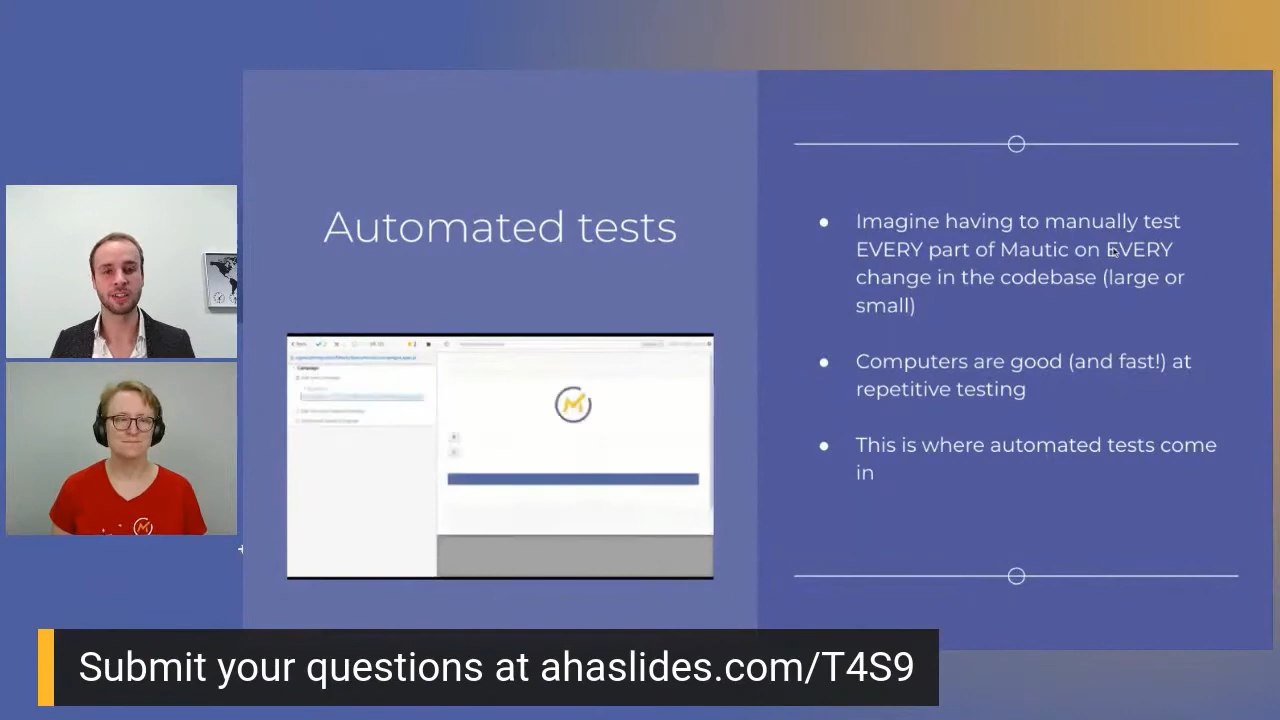 Automated tests
Campaign
● Imagine having to manually test
EVERY part of Mautic on EVERY
change in the codebase (large or
small)
● Computers are good (and fast!) at
repetitive testing
● This is where automated tests come
in
Submit your questions at ahaslides.com/T4S9